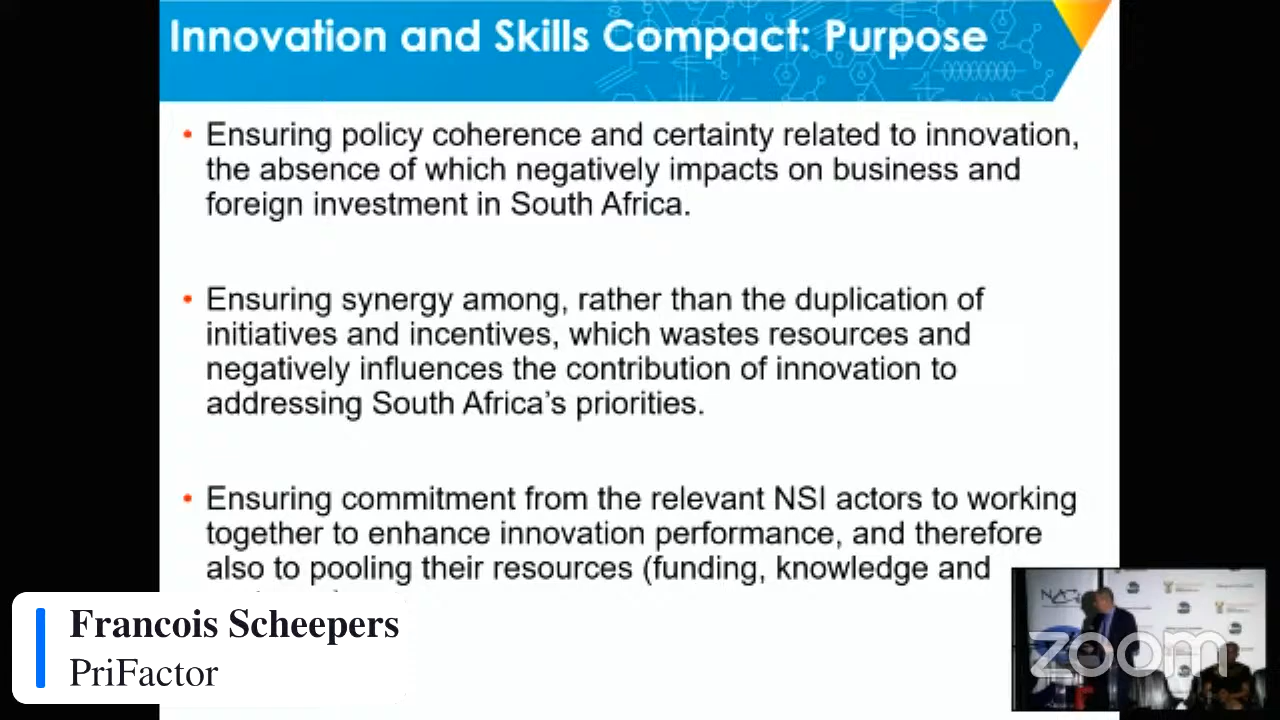 Innovation and Skills Compact: Purpose
• Ensuring policy coherence and certainty related to innovation,
the absence of which negatively impacts on business and
foreign investment in South Africa.
• Ensuring synergy among, rather than the duplication of
initiatives and incentives, which wastes resources and
negatively influences the contribution of innovation to
addressing South Africa’s priorities.
• Ensuring commitment from the relevant NSI actors to working
together to enhance innovation performance, and therefore
also to pooling their resources (funding, knowledge and
Francois Scheepers
PriFactor
zoom